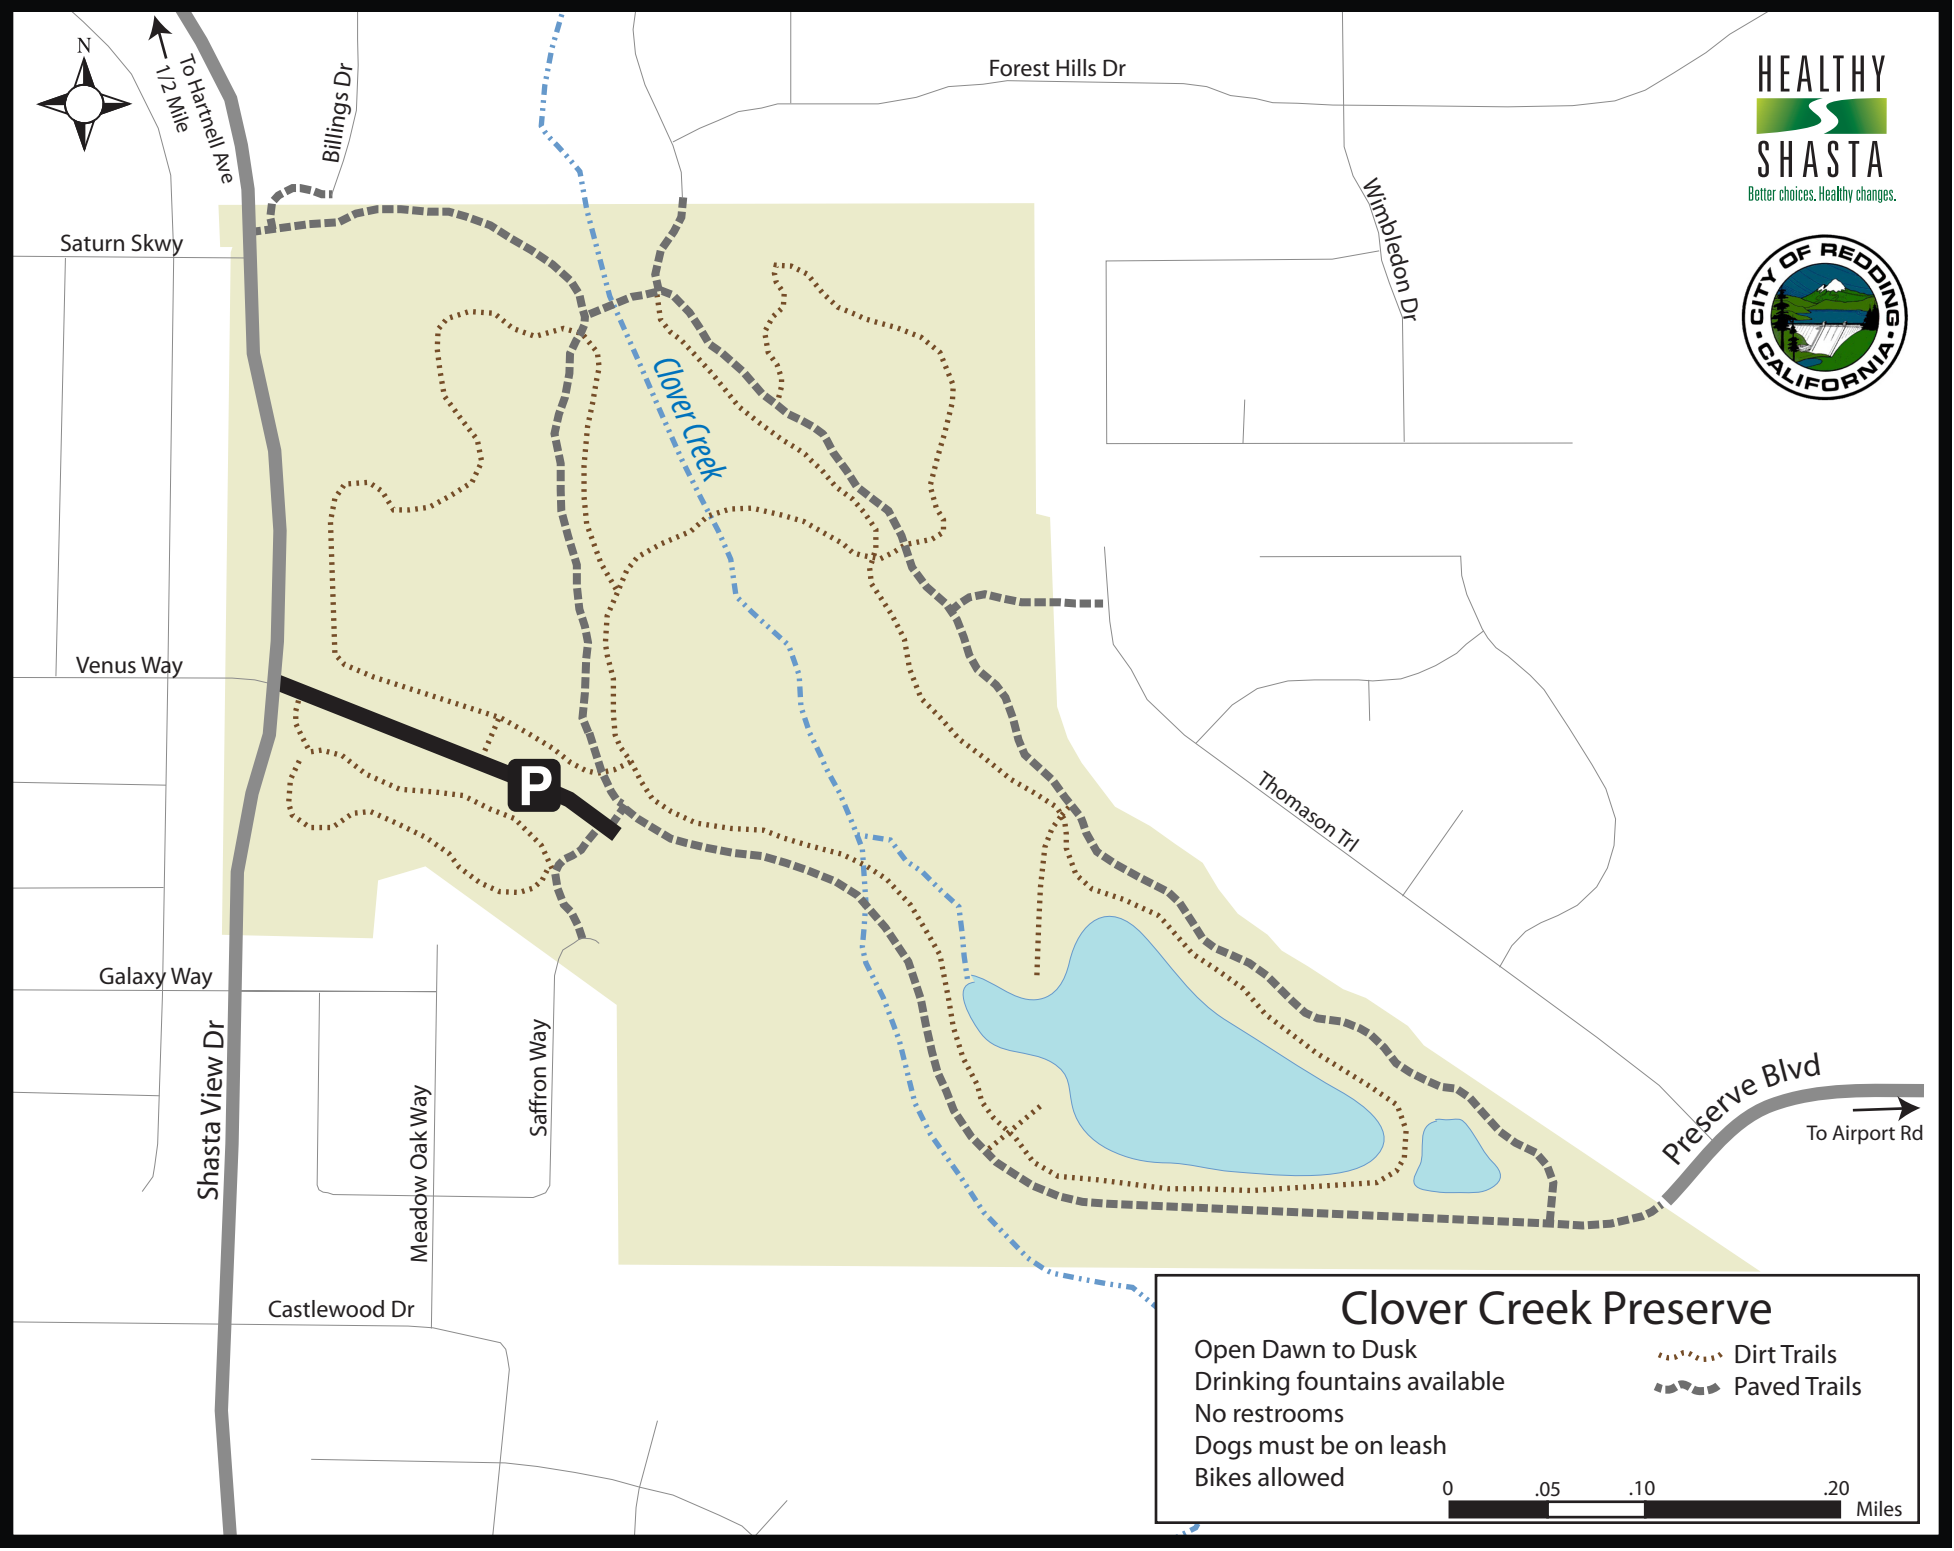 N
To Hartnell Ave
1/2 Mile
Billings Dr
Forest Hills Dr
HEALTHY
SHASTA
Better choices. Healthy changes.
Saturn Skwy
Wimbledon Dr
CITY OF REDDING
CALIFORNIA
Clover Creek
Venus Way
P
Thomason Trl
Galaxy Way
Shasta View Dr
Meadow Oak Way
Saffron Way
Preserve Blvd
To Airport Rd
Castlewood Dr
Clover Creek Preserve
Open Dawn to Dusk
Drinking fountains available
No restrooms
Dogs must be on leash
Bikes allowed
Dirt Trails
Paved Trails
0 .05 .10 .20
Miles